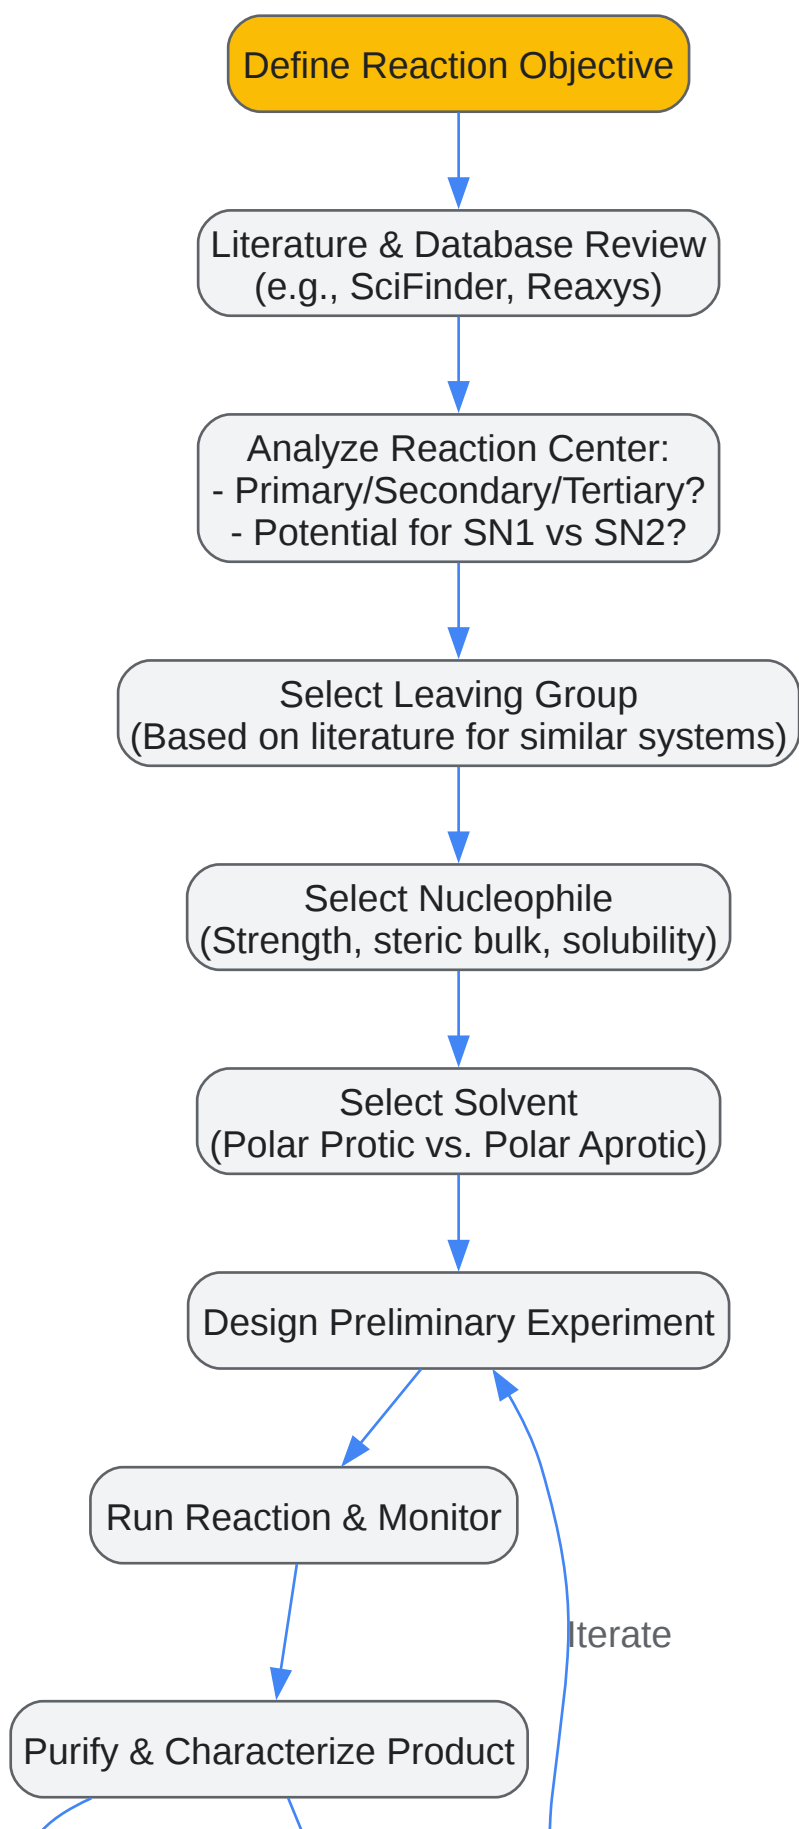 Define Reaction Objective
Literature & Database Review
(e.g., SciFinder, Reaxys)
Analyze Reaction Center:
- Primary/Secondary/Tertiary?
- Potential for SN1 vs SN2?
Select Leaving Group
(Based on literature for similar systems)
Select Nucleophile
(Strength, steric bulk, solubility)
Select Solvent
(Polar Protic vs. Polar Aprotic)
Design Preliminary Experiment
Run Reaction & Monitor
Iterate
Purify & Characterize Product